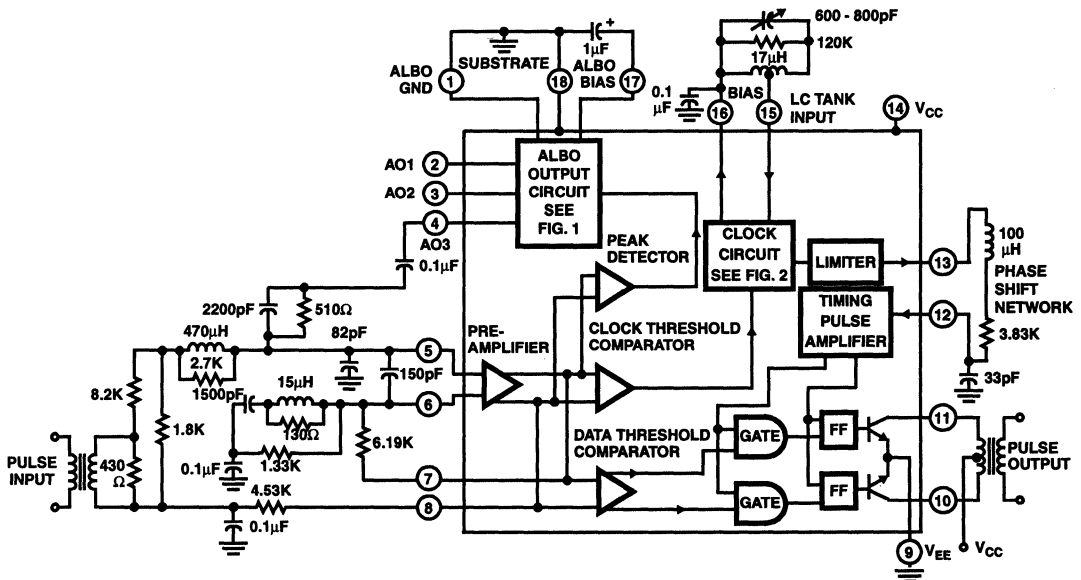 600 - 800pF
120K
17μH
+
1μF
SUBSTRATE
ALBO
BIAS
ALBO
GND
1
18
17
0.1
μF
BIAS
16
15
LC TANK
INPUT
14
VCC
AO1
2
AO2
3
4
AO3
0.1μF
ALBO
OUTPUT
CIRCUIT
SEE
FIG. 1
PEAK
DETECTOR
CLOCK
CIRCUIT
SEE FIG. 2
LIMITER
13
100
μH
PHASE
SHIFT
NETWORK
TIMING
PULSE
AMPLIFIER
12
3.83K
33pF
2200pF
510Ω
470μH
82pF
2.7K
1500pF
5
PRE-
AMPLIFIER
CLOCK THRESHOLD
COMPARATOR
150pF
15μH
6
8.2K
1.8K
130Ω
1.33K
6.19K
0.1μF
DATA THRESHOLD
COMPARATOR
GATE
FF
11
PULSE
INPUT
430
Ω
7
4.53K
8
0.1μF
GATE
FF
10
PULSE
OUTPUT
9
VEE
VCC